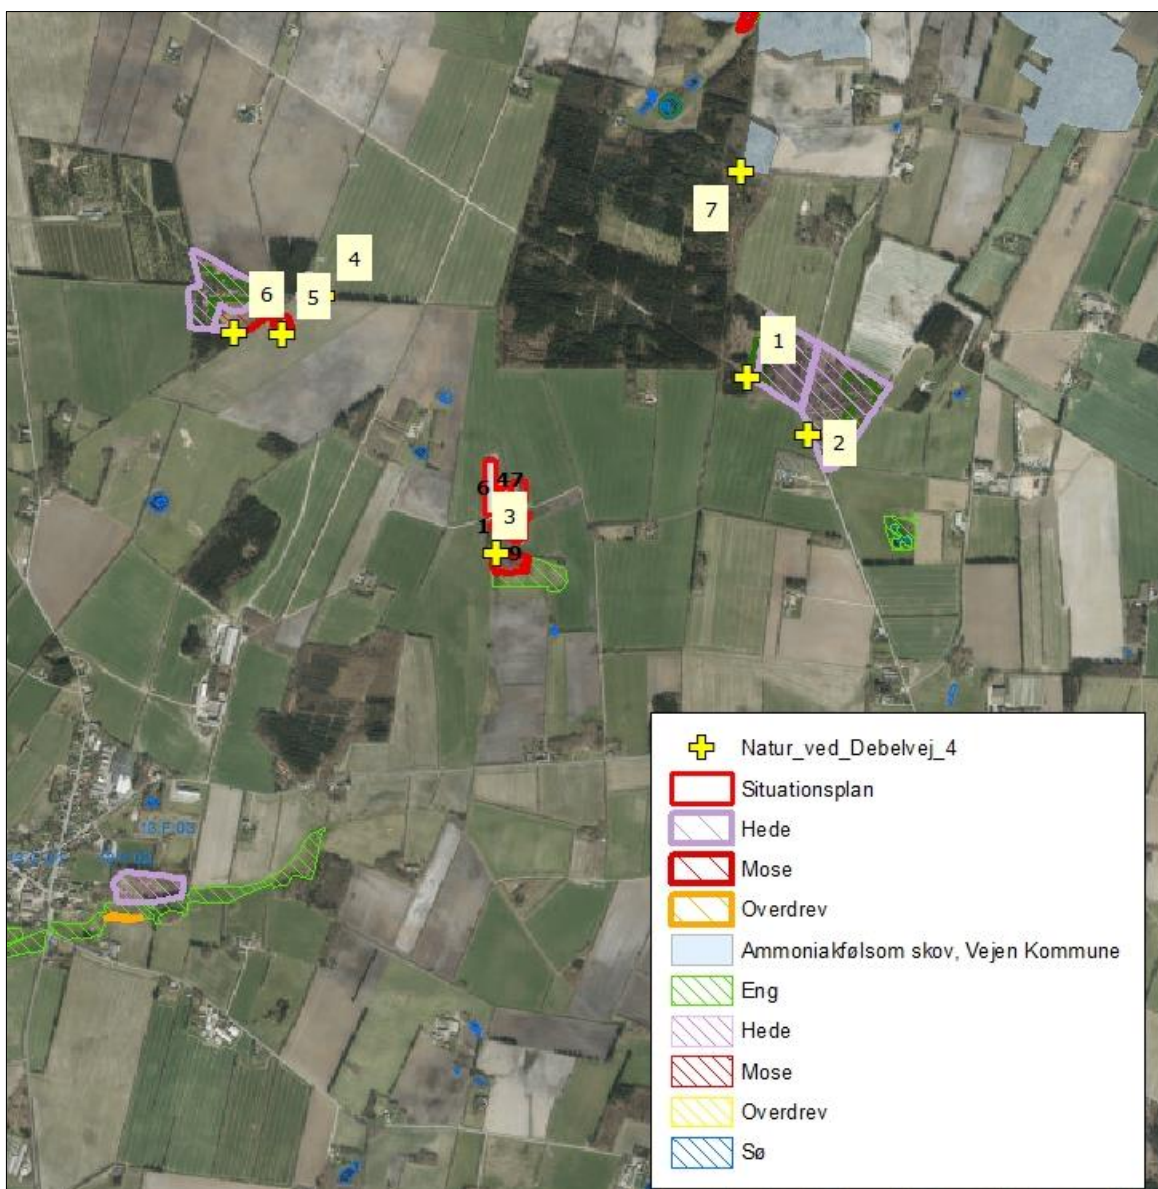 7
4
6
5
1
2
47
6
3
1
9
Natur_ved_Debelvej_4
Situationsplan
Hede
Mose
Overdrev
Ammoniakfølsom skov, Vejen Kommune
Eng
Hede
Mose
Overdrev
Sø